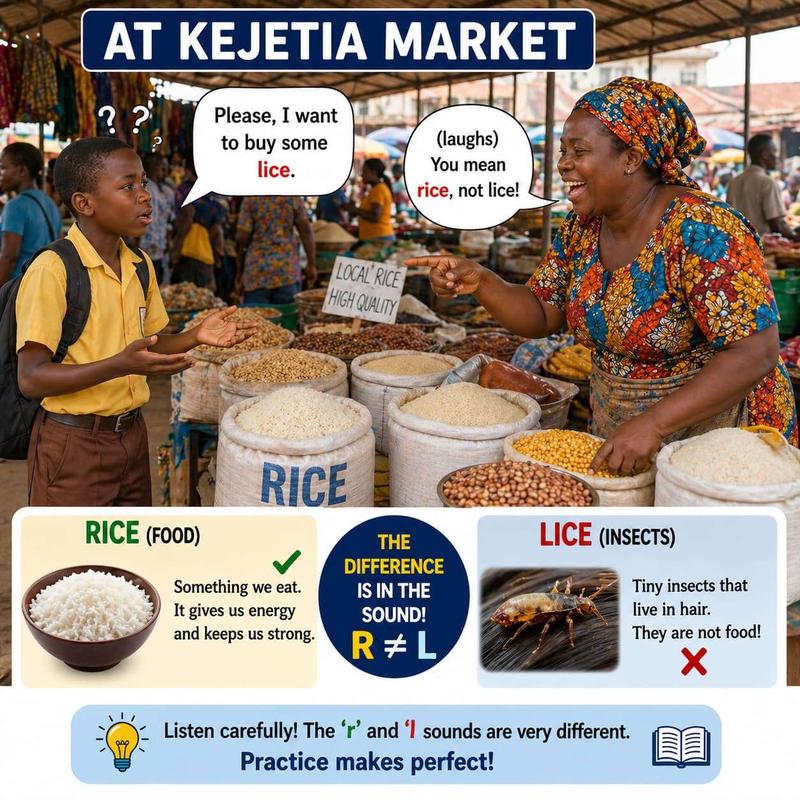 AT KEJETIA MARKET
? ? ?
Please, I want
to buy some
lice.
(laughs)
You mean
rice, not lice!
LOCAL RICE
HIGH QUALITY
RICE
RICE (FOOD)
Something we eat.
It gives us energy
and keeps us strong.
THE
DIFFERENCE
IS IN THE
SOUND!
R ≠ L
LICE (INSECTS)
Tiny insects that
live in hair.
They are not food!
Listen carefully! The 'r' and 'l sounds are very different.
Practice makes perfect!